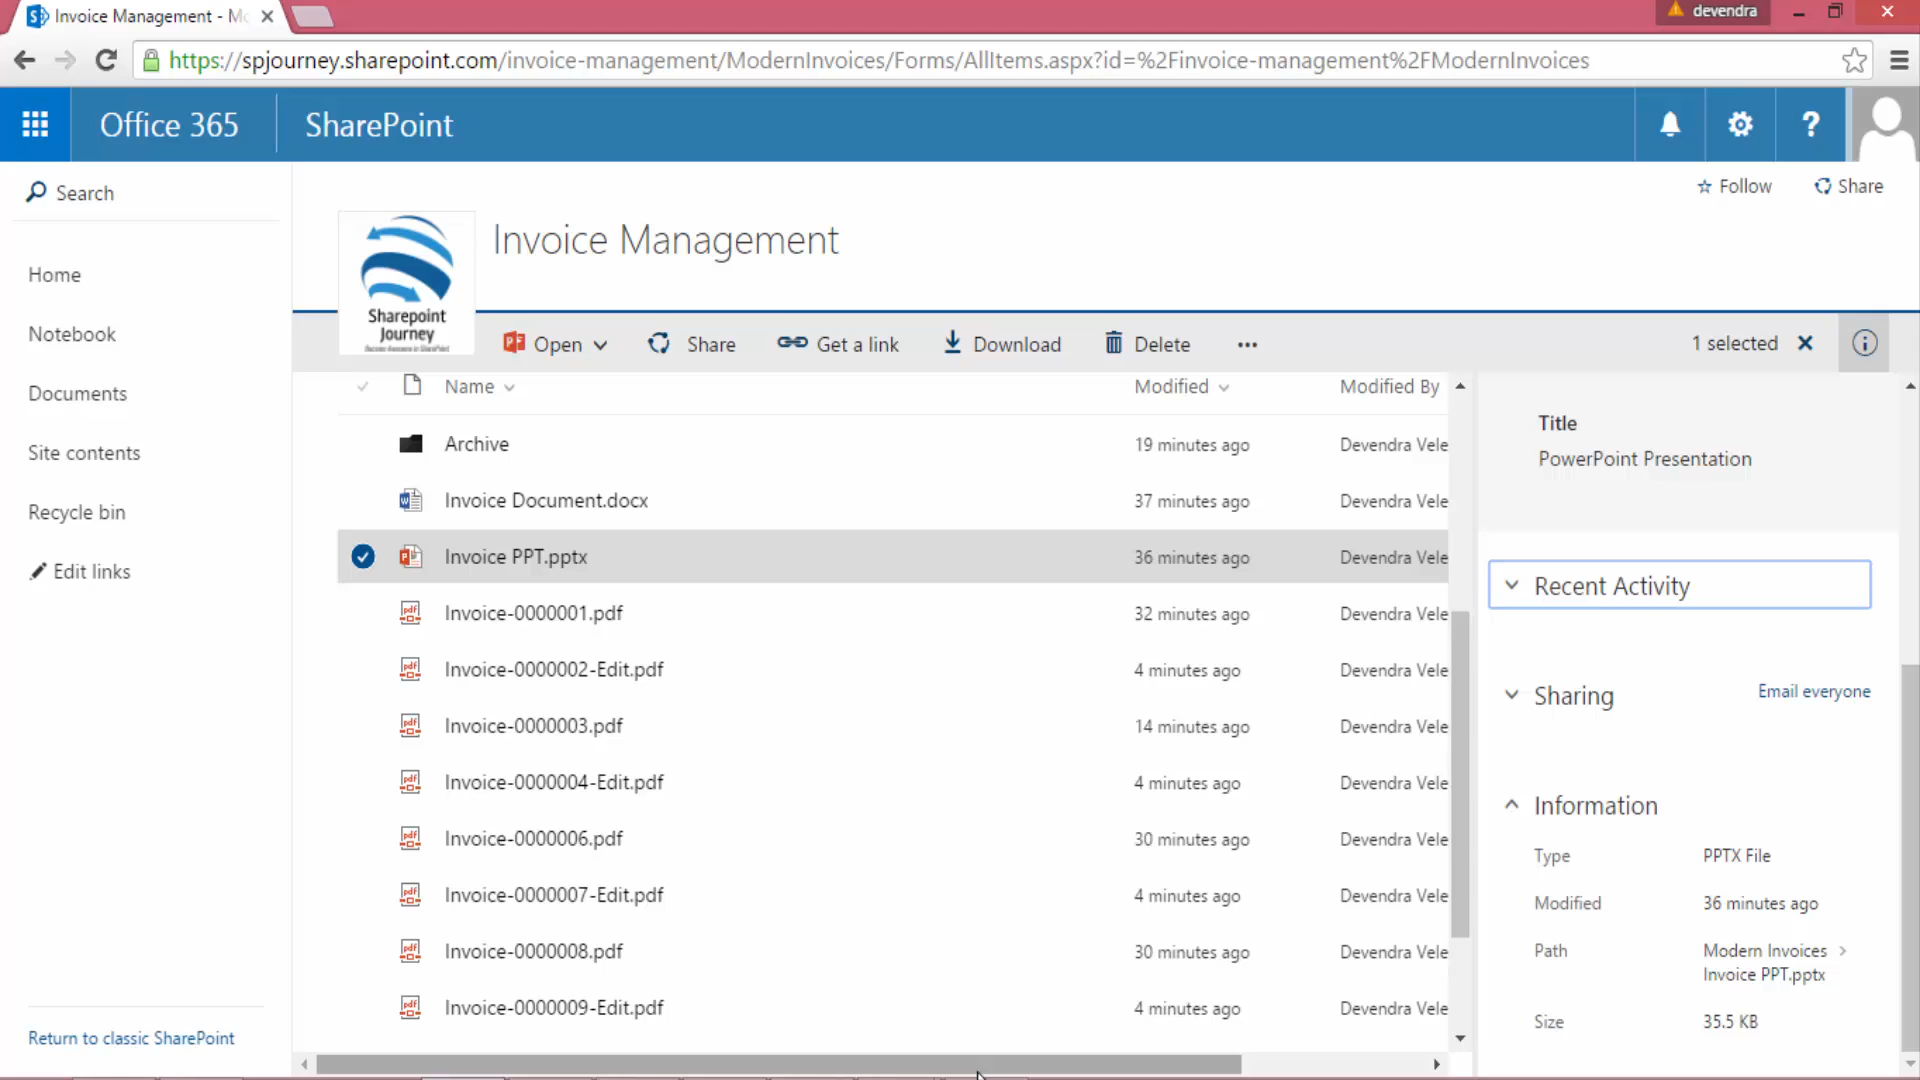 Invoice Management - Mo
devendra
https://spjourney.sharepoint.com/invoice-management/ModernInvoices/Forms/AllItems.aspx?id=%2Finvoice-management%2FModernInvoices
Office 365
SharePoint
?
Search
Follow
Share
Sharepoint
Journey
Invoice Management
Home
Notebook
Documents
Site contents
Recycle bin
Edit links
Return to classic SharePoint
Open
Share
Get a link
Download
Delete
...
1 selected
Name Modified Modified By
Archive 19 minutes ago Devendra Vele
Invoice Document.docx 37 minutes ago Devendra Vele
Invoice PPT.pptx 36 minutes ago Devendra Vele
Invoice-0000001.pdf 32 minutes ago Devendra Vele
Invoice-0000002-Edit.pdf 4 minutes ago Devendra Vele
Invoice-0000003.pdf 14 minutes ago Devendra Vele
Invoice-0000004-Edit.pdf 4 minutes ago Devendra Vele
Invoice-0000006.pdf 30 minutes ago Devendra Vele
Invoice-0000007-Edit.pdf 4 minutes ago Devendra Vele
Invoice-0000008.pdf 30 minutes ago Devendra Vele
Invoice-0000009-Edit.pdf 4 minutes ago Devendra Vele
Title
PowerPoint Presentation
Recent Activity
Sharing Email everyone
Information
Type PPTX File
Modified 36 minutes ago
Path Modern Invoices >
Invoice PPT.pptx
Size 35.5 KB